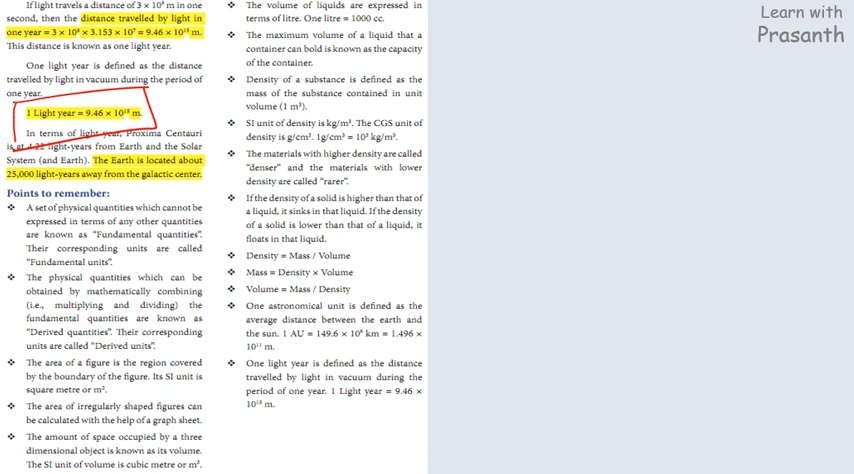 If light travels a distance of 3 × 10⁸ m in one
second, then the distance travelled by light in
one year = 3 × 10⁸ × 3.153 × 10⁷ = 9.46 × 10¹⁵ m.
This distance is known as one light year.
One light year is defined as the distance
travelled by light in vacuum during the period of
one year.
1 Light year = 9.46 × 10¹⁵ m.
In terms of light-year, Proxima Centauri
is at 4.22 light-years from Earth and the Solar
System (and Earth). The Earth is located about
25,000 light-years away from the galactic center.
Points to remember:
❖ A set of physical quantities which cannot be
expressed in terms of any other quantities
are known as “Fundamental quantities”.
Their corresponding units are called
“Fundamental units”.
❖ The physical quantities which can be
obtained by mathematically combining
(i.e., multiplying and dividing) the
fundamental quantities are known as
“Derived quantities”. Their corresponding
units are called “Derived units”.
❖ The area of a figure is the region covered
by the boundary of the figure. Its SI unit is
square metre or m².
❖ The area of irregularly shaped figures can
be calculated with the help of a graph sheet.
❖ The amount of space occupied by a three
dimensional object is known as its volume.
The SI unit of volume is cubic metre or m³.
❖ The volume of liquids are expressed in
terms of litre. One litre = 1000 cc.
❖ The maximum volume of a liquid that a
container can bold is known as the capacity
of the container.
❖ Density of a substance is defined as the
mass of the substance contained in unit
volume (1 m³).
❖ SI unit of density is kg/m³. The CGS unit of
density is g/cm³. 1g/cm³ = 10³ kg/m³.
❖ The materials with higher density are called
“denser” and the materials with lower
density are called “rarer”.
❖ If the density of a solid is higher than that of
a liquid, it sinks in that liquid. If the density
of a solid is lower than that of a liquid, it
floats in that liquid.
❖ Density = Mass / Volume
❖ Mass = Density × Volume
❖ Volume = Mass / Density
❖ One astronomical unit is defined as the
average distance between the earth and
the sun. 1 AU = 149.6 × 10⁶ km = 1.496 ×
10¹¹ m.
❖ One light year is defined as the distance
travelled by light in vacuum during the
period of one year. 1 Light year = 9.46 ×
10¹⁵ m.
Learn with
Prasanth